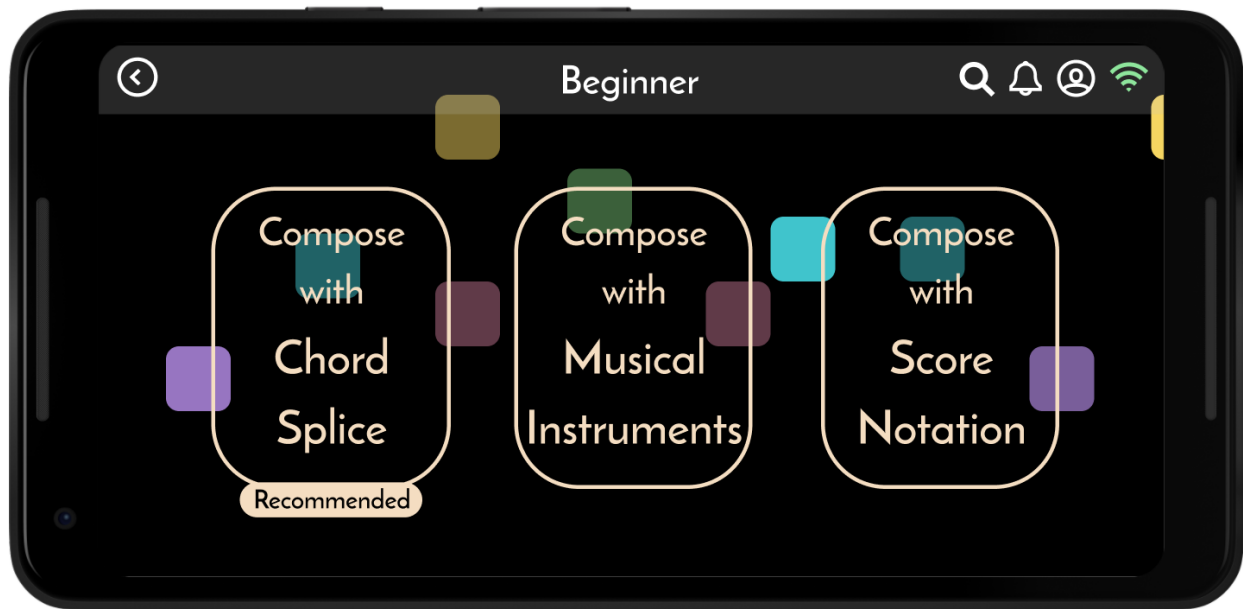 Beginner
Compose
with
Chord
Splice
Recommended
Compose
with
Musical
Instruments
Compose
with
Score
Notation